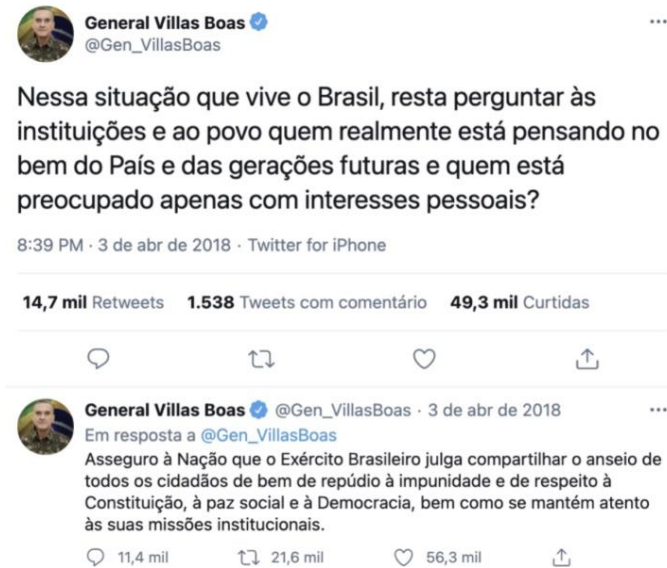 General Villas Boas
@Gen_VillasBoas
Nessa situação que vive o Brasil, resta perguntar às
instituições e ao povo quem realmente está pensando no
bem do País e das gerações futuras e quem está
preocupado apenas com interesses pessoais?
8:39 PM · 3 de abr de 2018 · Twitter for iPhone
14,7 mil Retweets 1.538 Tweets com comentário 49,3 mil Curtidas
General Villas Boas @Gen_VillasBoas · 3 de abr de 2018
Em resposta a @Gen_VillasBoas
Asseguro à Nação que o Exército Brasileiro julga compartilhar o anseio de
todos os cidadãos de bem de repúdio à impunidade e de respeito à
Constituição, à paz social e à Democracia, bem como se mantém atento
às suas missões institucionais.
11,4 mil 21,6 mil 56,3 mil